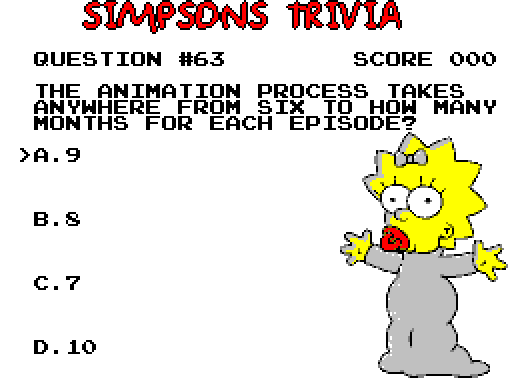 SIMPSONS TRIVIA
QUESTION #63 SCORE 000
THE ANIMATION PROCESS TAKES
ANYWHERE FROM SIX TO HOW MANY
MONTHS FOR EACH EPISODE?
>A.9
B.8
C.7
D.10